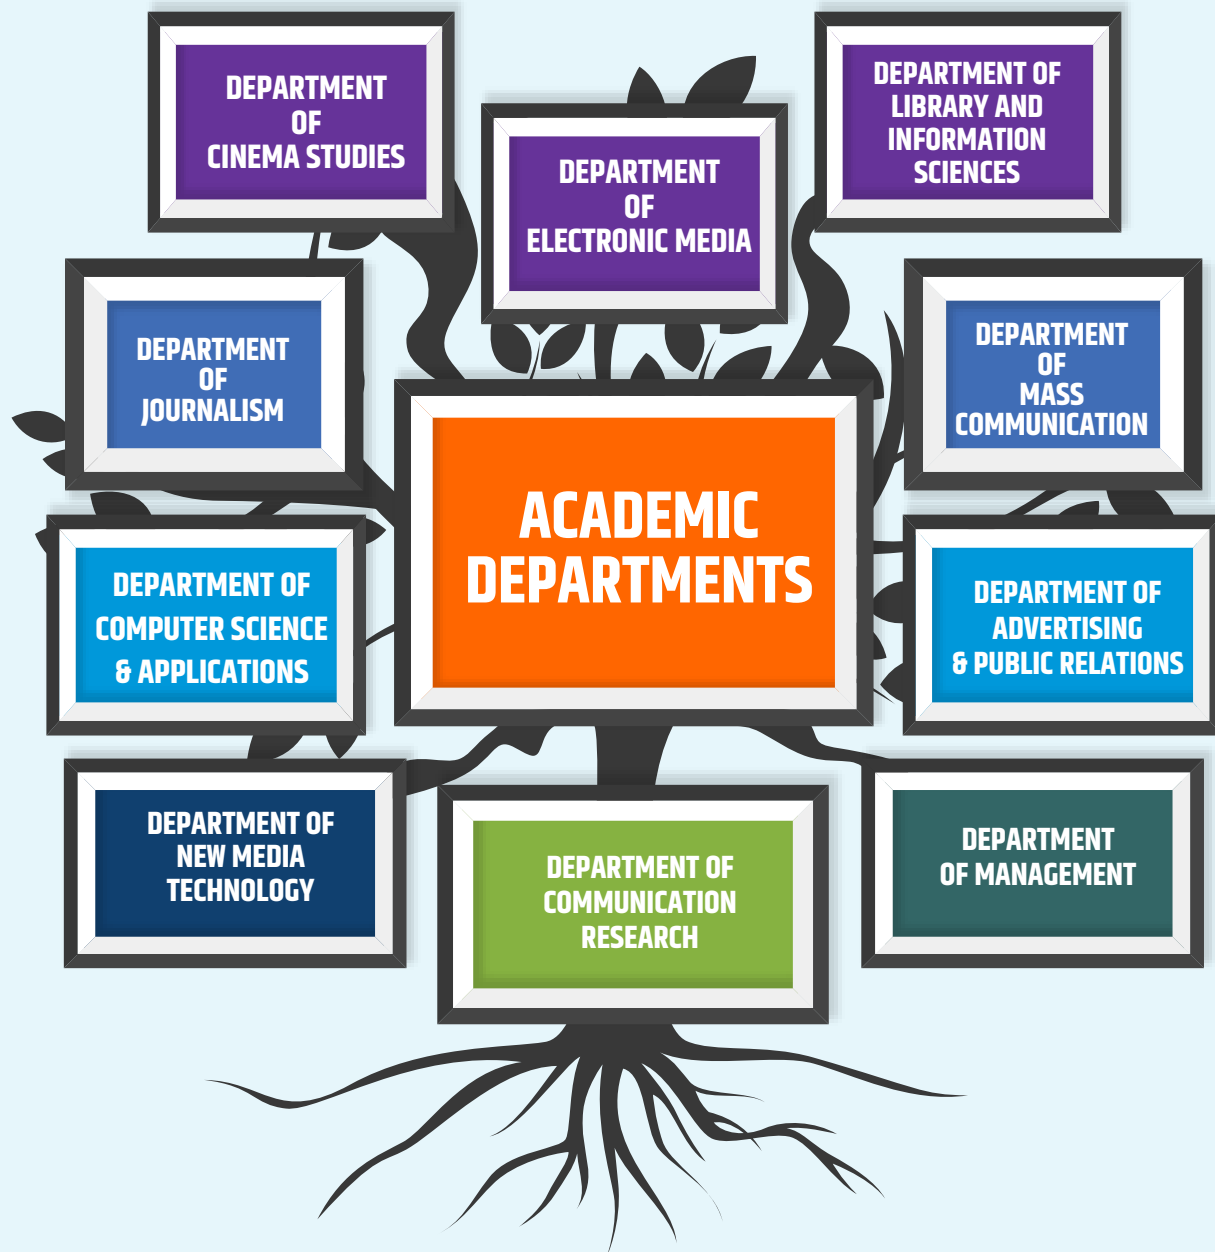 DEPARTMENT
OF
CINEMA STUDIES
DEPARTMENT
OF
ELECTRONIC MEDIA
DEPARTMENT OF
LIBRARY AND
INFORMATION
SCIENCES
DEPARTMENT
OF
JOURNALISM
ACADEMIC
DEPARTMENTS
DEPARTMENT
OF
MASS
COMMUNICATION
DEPARTMENT OF
COMPUTER SCIENCE
& APPLICATIONS
DEPARTMENT OF
ADVERTISING
& PUBLIC RELATIONS
DEPARTMENT OF
NEW MEDIA
TECHNOLOGY
DEPARTMENT OF
COMMUNICATION
RESEARCH
DEPARTMENT
OF MANAGEMENT